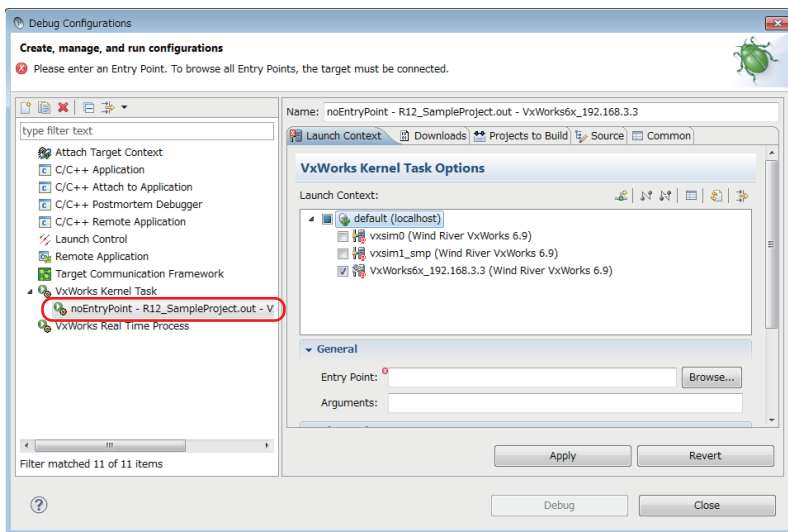 Debug Configurations
Create, manage, and run configurations
Please enter an Entry Point. To browse all Entry Points, the target must be connected.
type filter text
Attach Target Context
C/C++ Application
C/C++ Attach to Application
C/C++ Postmortem Debugger
C/C++ Remote Application
Launch Control
Remote Application
Target Communication Framework
VxWorks Kernel Task
noEntryPoint - R12_SampleProject.out - V
VxWorks Real Time Process
Filter matched 11 of 11 items
Name: noEntryPoint - R12_SampleProject.out - VxWorks6x_192.168.3.3
Launch Context Downloads Projects to Build Source Common
VxWorks Kernel Task Options
Launch Context:
default (localhost)
vxsim0 (Wind River VxWorks 6.9)
vxsim1_smp (Wind River VxWorks 6.9)
VxWorks6x_192.168.3.3 (Wind River VxWorks 6.9)
General
Entry Point: Browse...
Arguments:
Apply Revert
Debug Close